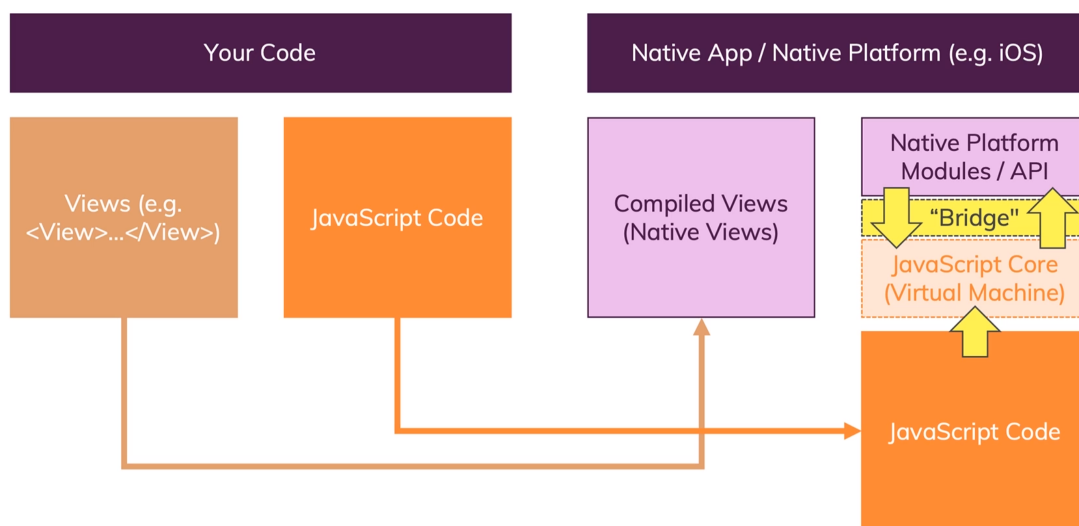 Your Code
Native App / Native Platform (e.g. iOS)
Views (e.g.
<View>...</View>)
JavaScript Code
Compiled Views
(Native Views)
Native Platform
Modules / API
“Bridge"
JavaScript Core
(Virtual Machine)
JavaScript Code